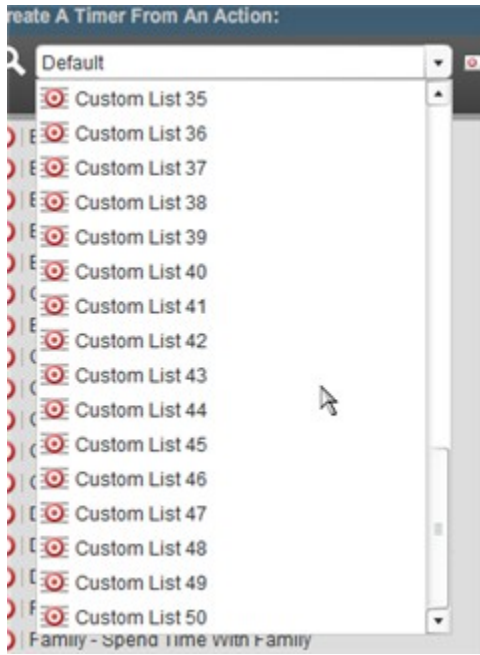 reate A Timer From An Action:
Default
Custom List 35
Custom List 36
Custom List 37
Custom List 38
Custom List 39
Custom List 40
Custom List 41
Custom List 42
Custom List 43
Custom List 44
Custom List 45
Custom List 46
Custom List 47
Custom List 48
Custom List 49
Custom List 50
Family - Spend Time With Family